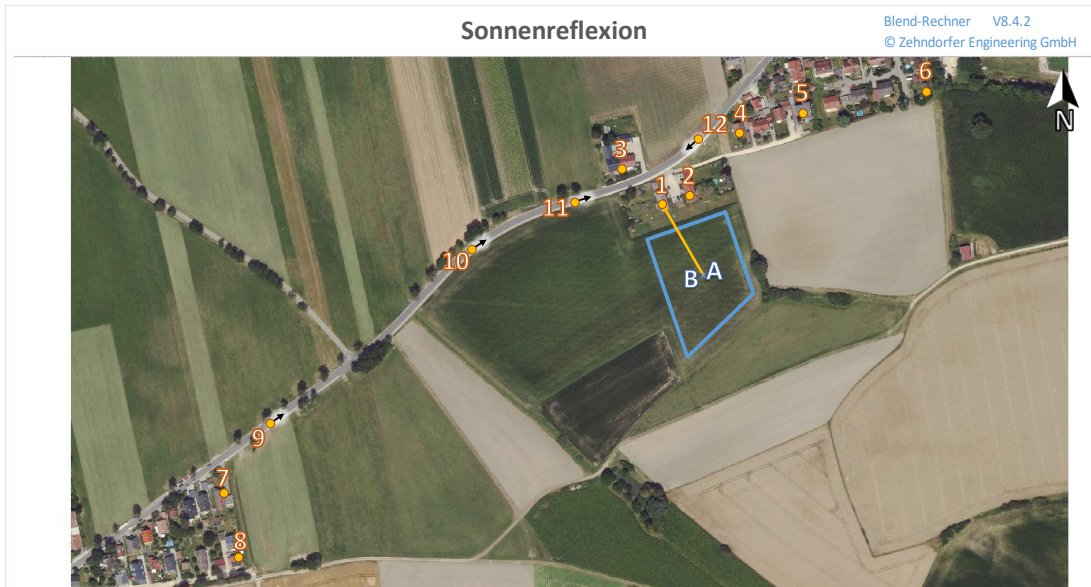 Sonnenreflexion
Blend-Rechner V8.4.2
© Zehndorfer Engineering GmbH
6
5
12
4
N
3
1
2
11
B A
10
9
7
8